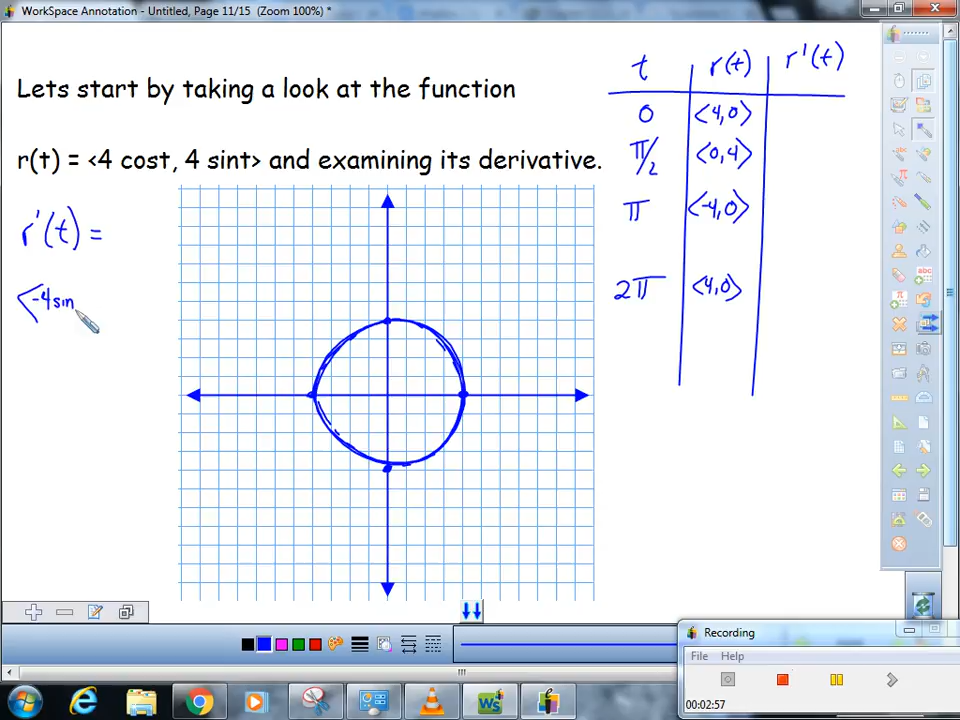 WorkSpace Annotation - Untitled, Page 11/15 (Zoom 100%) *
Lets start by taking a look at the function
r(t) = <4 cost, 4 sint> and examining its derivative.
r'(t) =
<-4sin
t r(t) r'(t)
0 <4,0>
π/2 <0,4>
π <-4,0>
2π <4,0>
abc
Recording
File Help
00:02:57